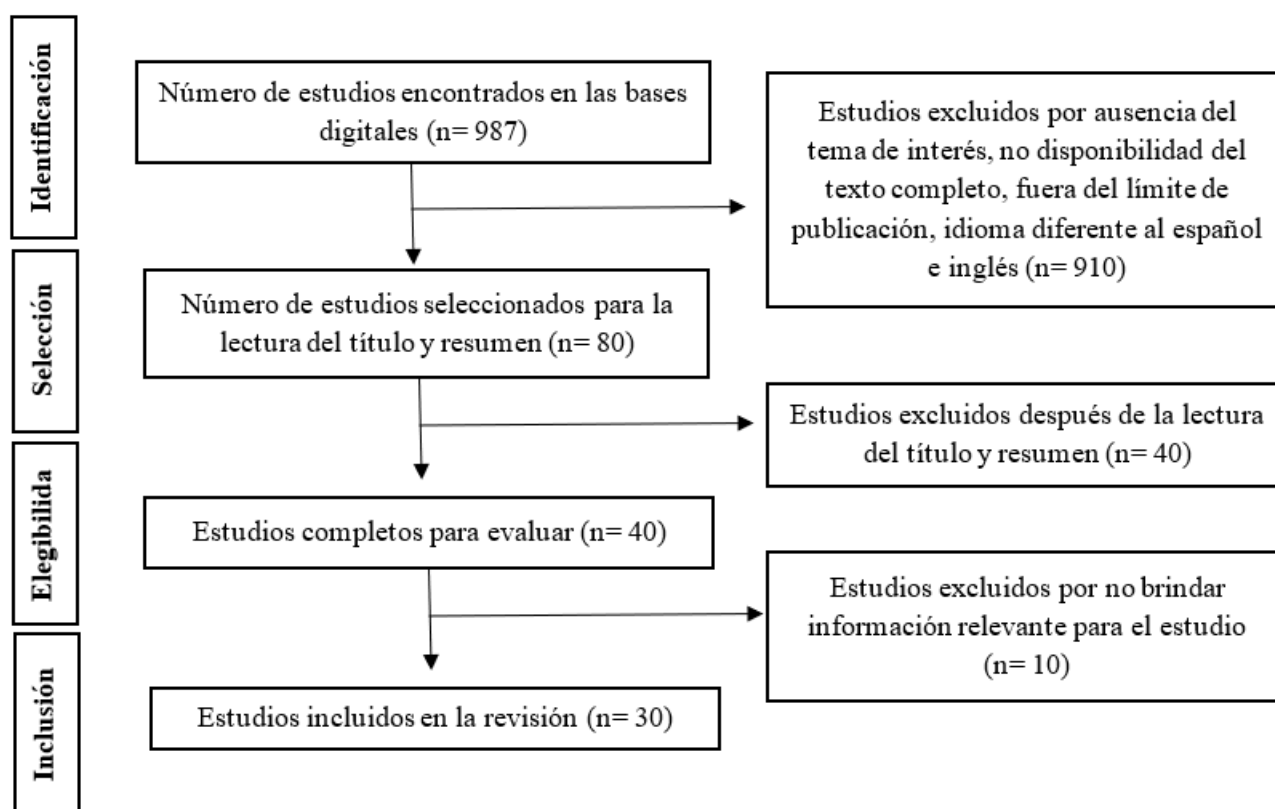 Identificación
Número de estudios encontrados en las bases
digitales (n= 987)
Estudios excluidos por ausencia del
tema de interés, no disponibilidad del
texto completo, fuera del límite de
publicación, idioma diferente al español
e inglés (n= 910)
Selección
Número de estudios seleccionados para la
lectura del título y resumen (n= 80)
Estudios excluidos después de la lectura
del título y resumen (n= 40)
Elegibilida
Estudios completos para evaluar (n= 40)
Estudios excluidos por no brindar
información relevante para el estudio
(n= 10)
Inclusión
Estudios incluidos en la revisión (n= 30)